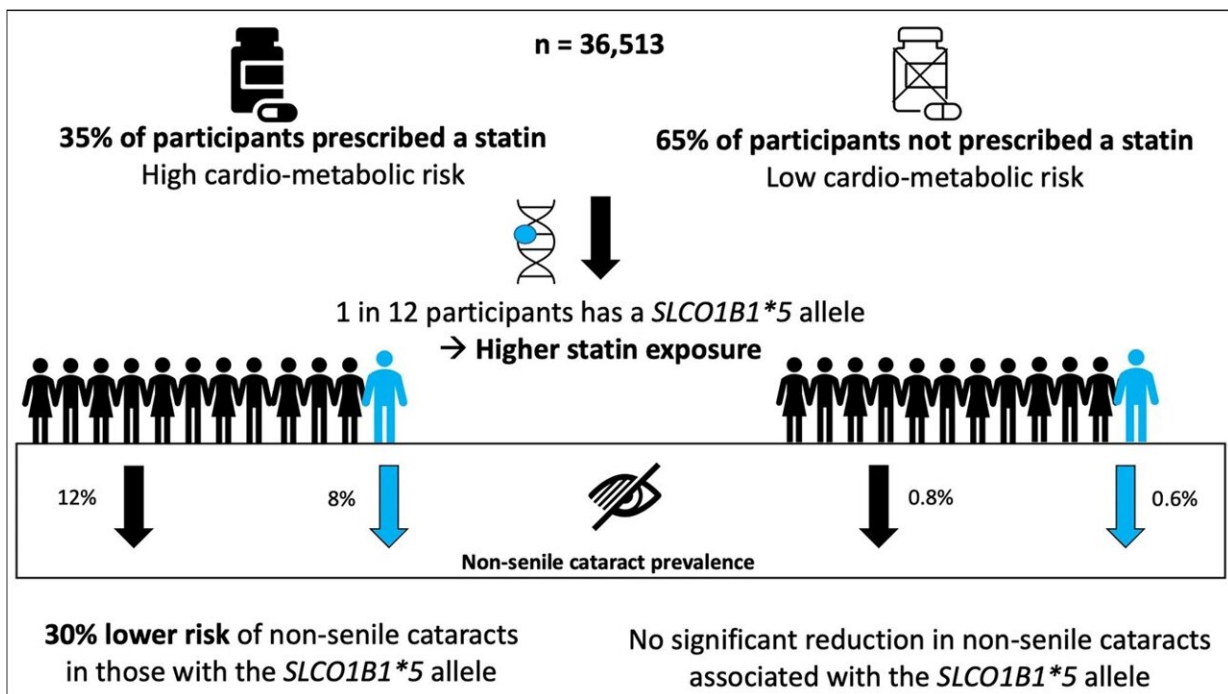 n = 36,513
35% of participants prescribed a statin
High cardio-metabolic risk
65% of participants not prescribed a statin
Low cardio-metabolic risk
1 in 12 participants has a SLCO1B1*5 allele
→ Higher statin exposure
12%
8%
0.8%
0.6%
Non-senile cataract prevalence
30% lower risk of non-senile cataracts
in those with the SLCO1B1*5 allele
No significant reduction in non-senile cataracts
associated with the SLCO1B1*5 allele